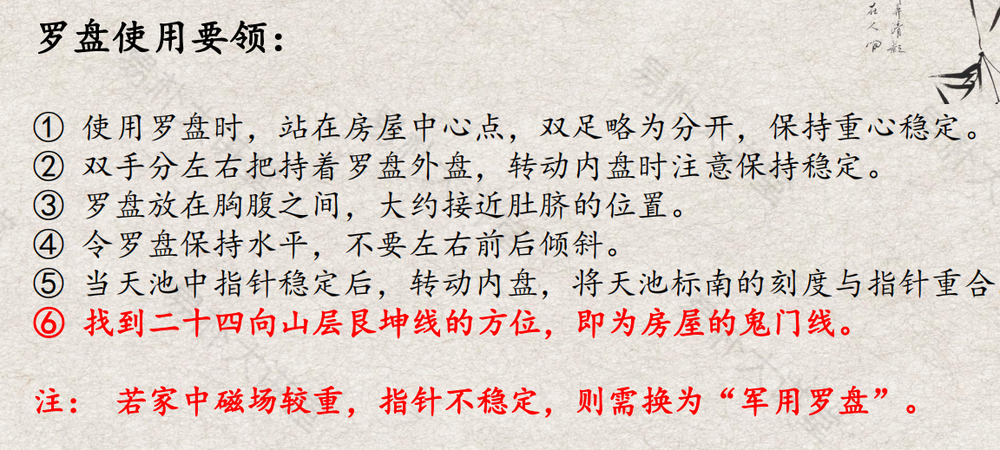 罗盘使用要领：
在人间
弄清影
① 使用罗盘时，站在房屋中心点，双足略为分开，保持重心稳定。
② 双手分左右把持着罗盘外盘，转动内盘时注意保持稳定。
③ 罗盘放在胸腹之间，大约接近肚脐的位置。
④ 令罗盘保持水平，不要左右前后倾斜。
⑤ 当天池中指针稳定后，转动内盘，将天池标南的刻度与指针重合
⑥ 找到二十四向山层艮坤线的方位，即为房屋的鬼门线。
注： 若家中磁场较重，指针不稳定，则需换为“军用罗盘”。